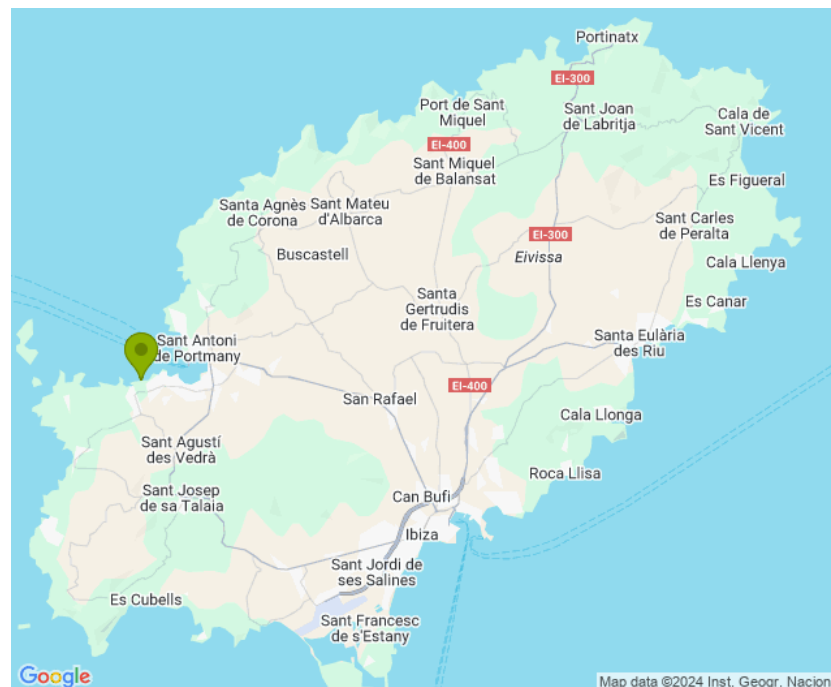 Portinatx
EI-300
Port de Sant
Miquel
Sant Joan
de Labritja
Cala de
Sant Vicent
EI-400
Sant Miquel
de Balansat
Es Figueral
Santa Agnès
de Corona
Sant Mateu
d'Albarca
Sant Carles
de Peralta
EI-300
Buscastell
Eivissa
Cala Llenya
Santa
Gertrudis
de Fruitera
Es Canar
Sant Antoni
de Portmany
Santa Eulària
des Riu
EI-400
San Rafael
Cala Llonga
Sant Agustí
des Vedrà
Roca Llisa
Sant Josep
de sa Talaia
Can Bufi
Ibiza
Sant Jordi de
ses Salines
Es Cubells
Sant Francesc
de s'Estany
Google
Map data ©2024 Inst. Geogr. Nacion